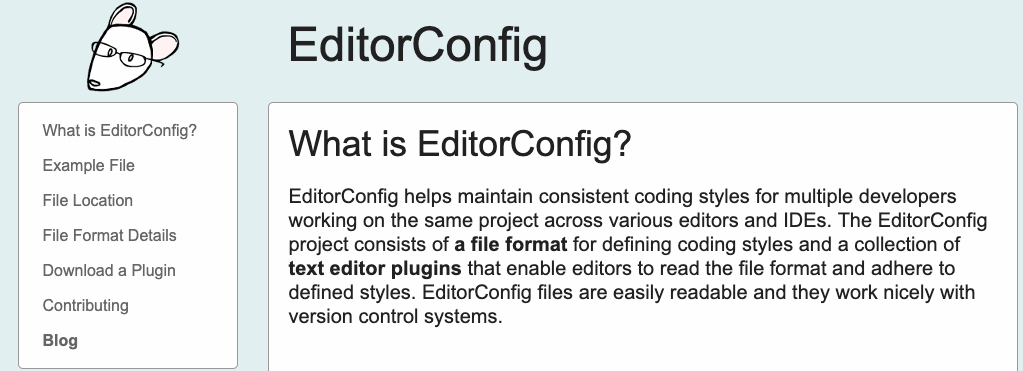 EditorConfig
What is EditorConfig?
Example File
File Location
File Format Details
Download a Plugin
Contributing
Blog
What is EditorConfig?
EditorConfig helps maintain consistent coding styles for multiple developers
working on the same project across various editors and IDEs. The EditorConfig
project consists of a file format for defining coding styles and a collection of
text editor plugins that enable editors to read the file format and adhere to
defined styles. EditorConfig files are easily readable and they work nicely with
version control systems.